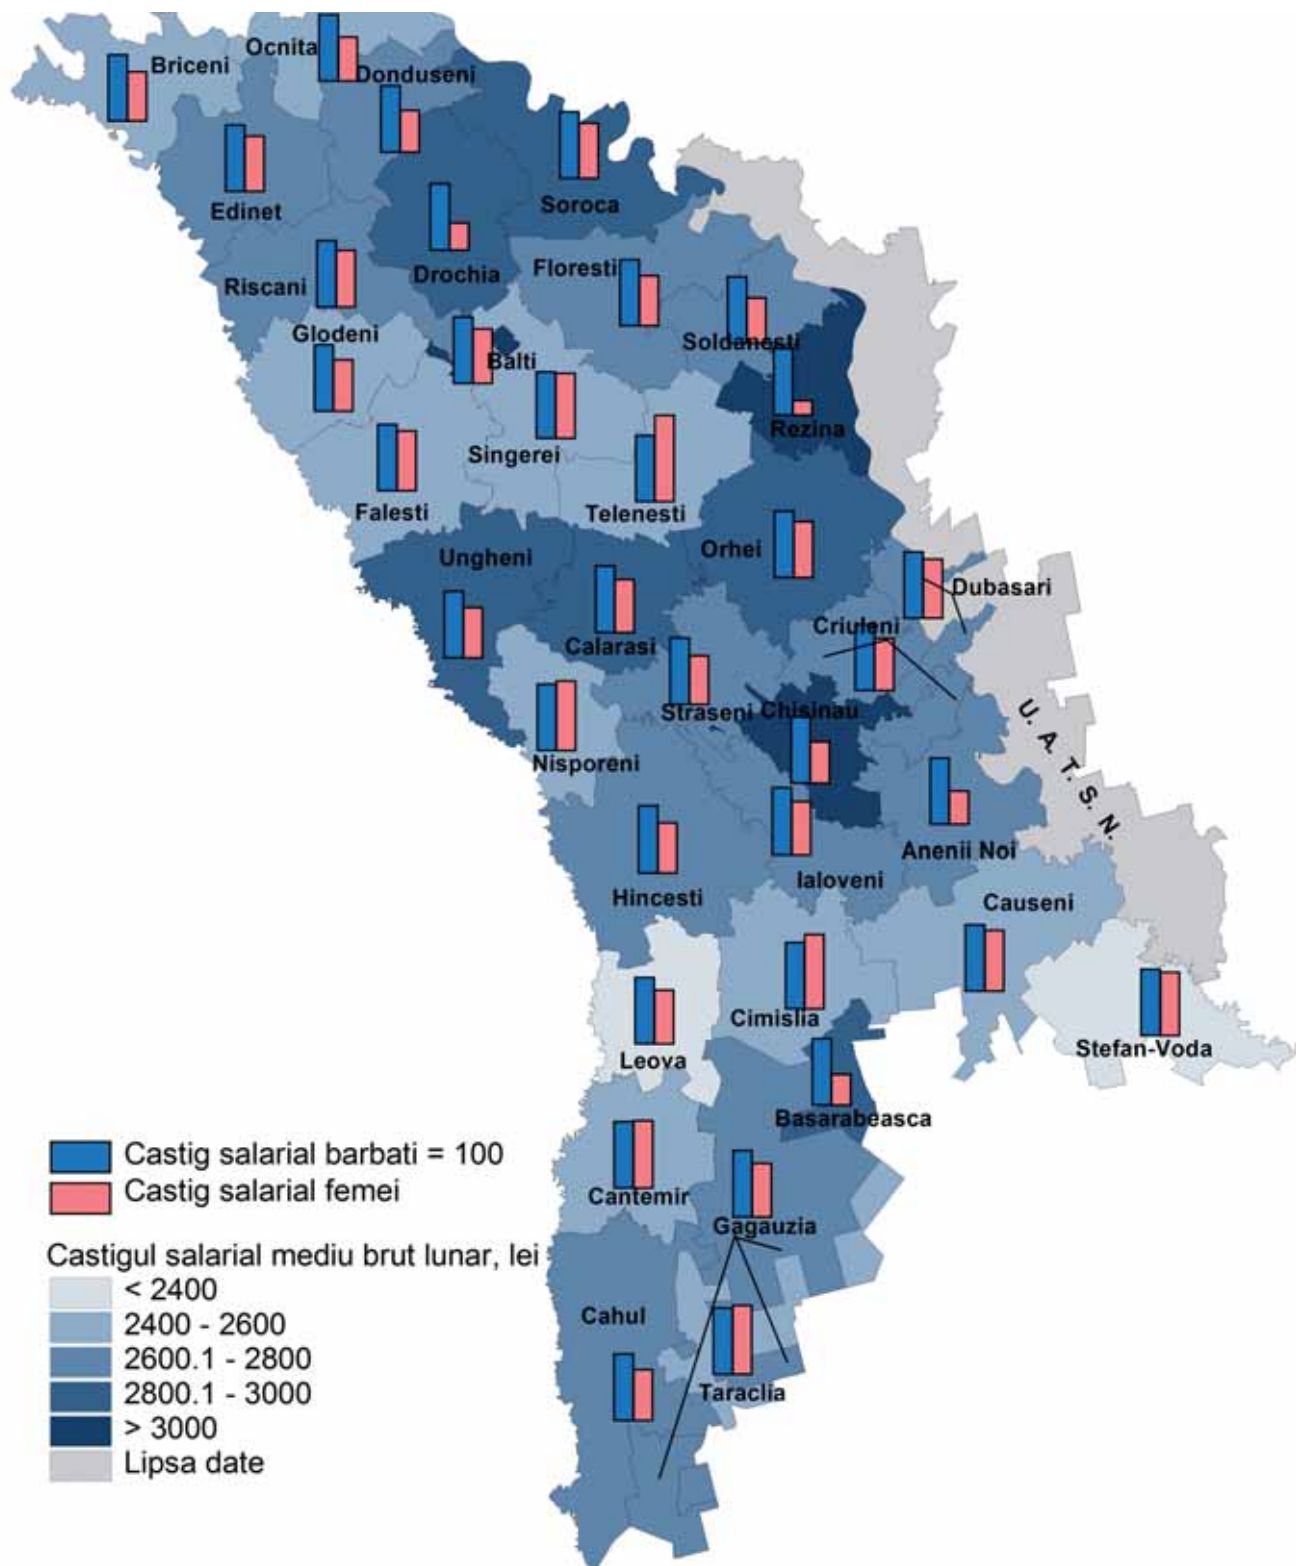 Ocnita
Briceni
Donduseni
Edinet
Soroca
Drochia
Floresti
Riscani
Glodeni
Soldanesti
Balti
Rezina
Singerei
Falesti
Telenesti
Ungheni
Orhei
Dubasari
Criuleni
Calarasi
Straseni
Chisinau
U. A. T. S. N.
Nisporeni
Anenii Noi
Ialoveni
Hincesti
Causeni
Cimislia
Stefan-Voda
Leova
Basarabeasca
Castig salarial barbati = 100
Castig salarial femei
Cantemir
Gagauzia
Castigul salarial mediu brut lunar, lei
< 2400
2400 - 2600
2600.1 - 2800
2800.1 - 3000
> 3000
Lipsa date
Cahul
Taraclia